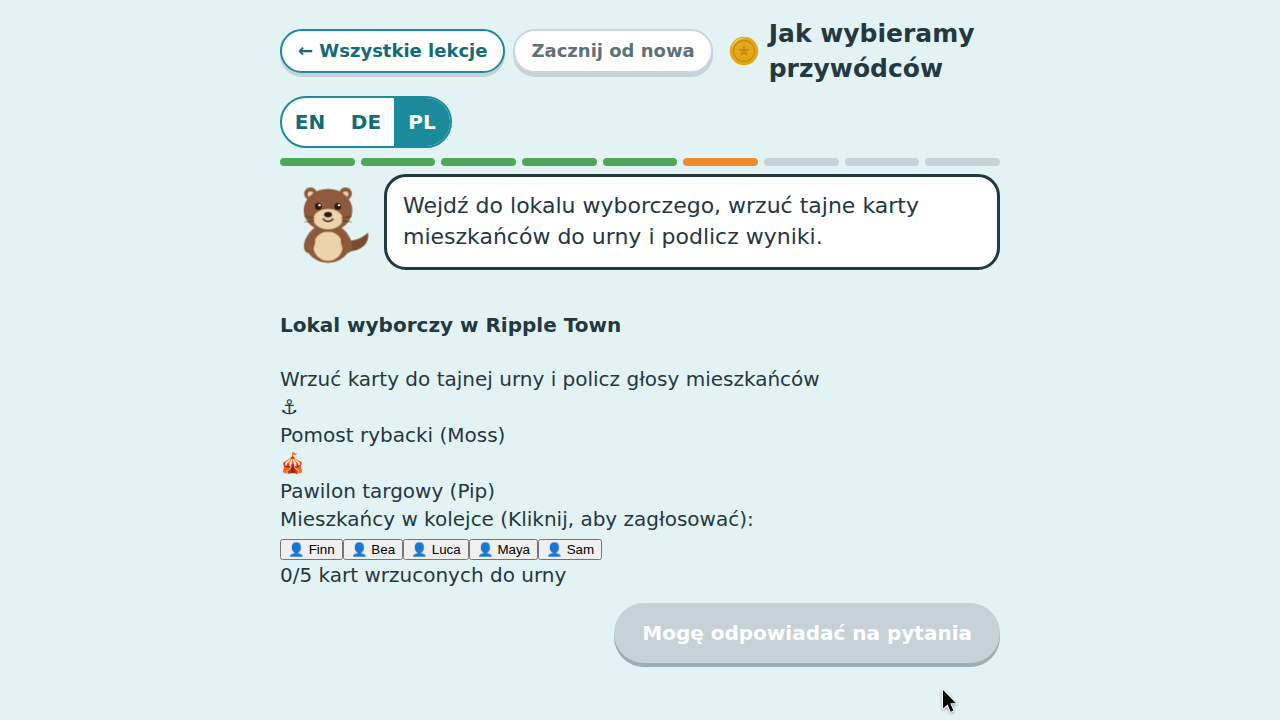 ← Wszystkie lekcje
Zacznij od nowa
Jak wybieramy
przywódców
EN DE PL
Wejdź do lokalu wyborczego, wrzuć tajne karty
mieszkańców do urny i podlicz wyniki.
Lokal wyborczy w Ripple Town
Wrzuć karty do tajnej urny i policz głosy mieszkańców
Pomost rybacki (Moss)
Pawilon targowy (Pip)
Mieszkańcy w kolejce (Kliknij, aby zagłosować):
Finn Bea Luca Maya Sam
0/5 kart wrzuconych do urny
Mogę odpowiadać na pytania